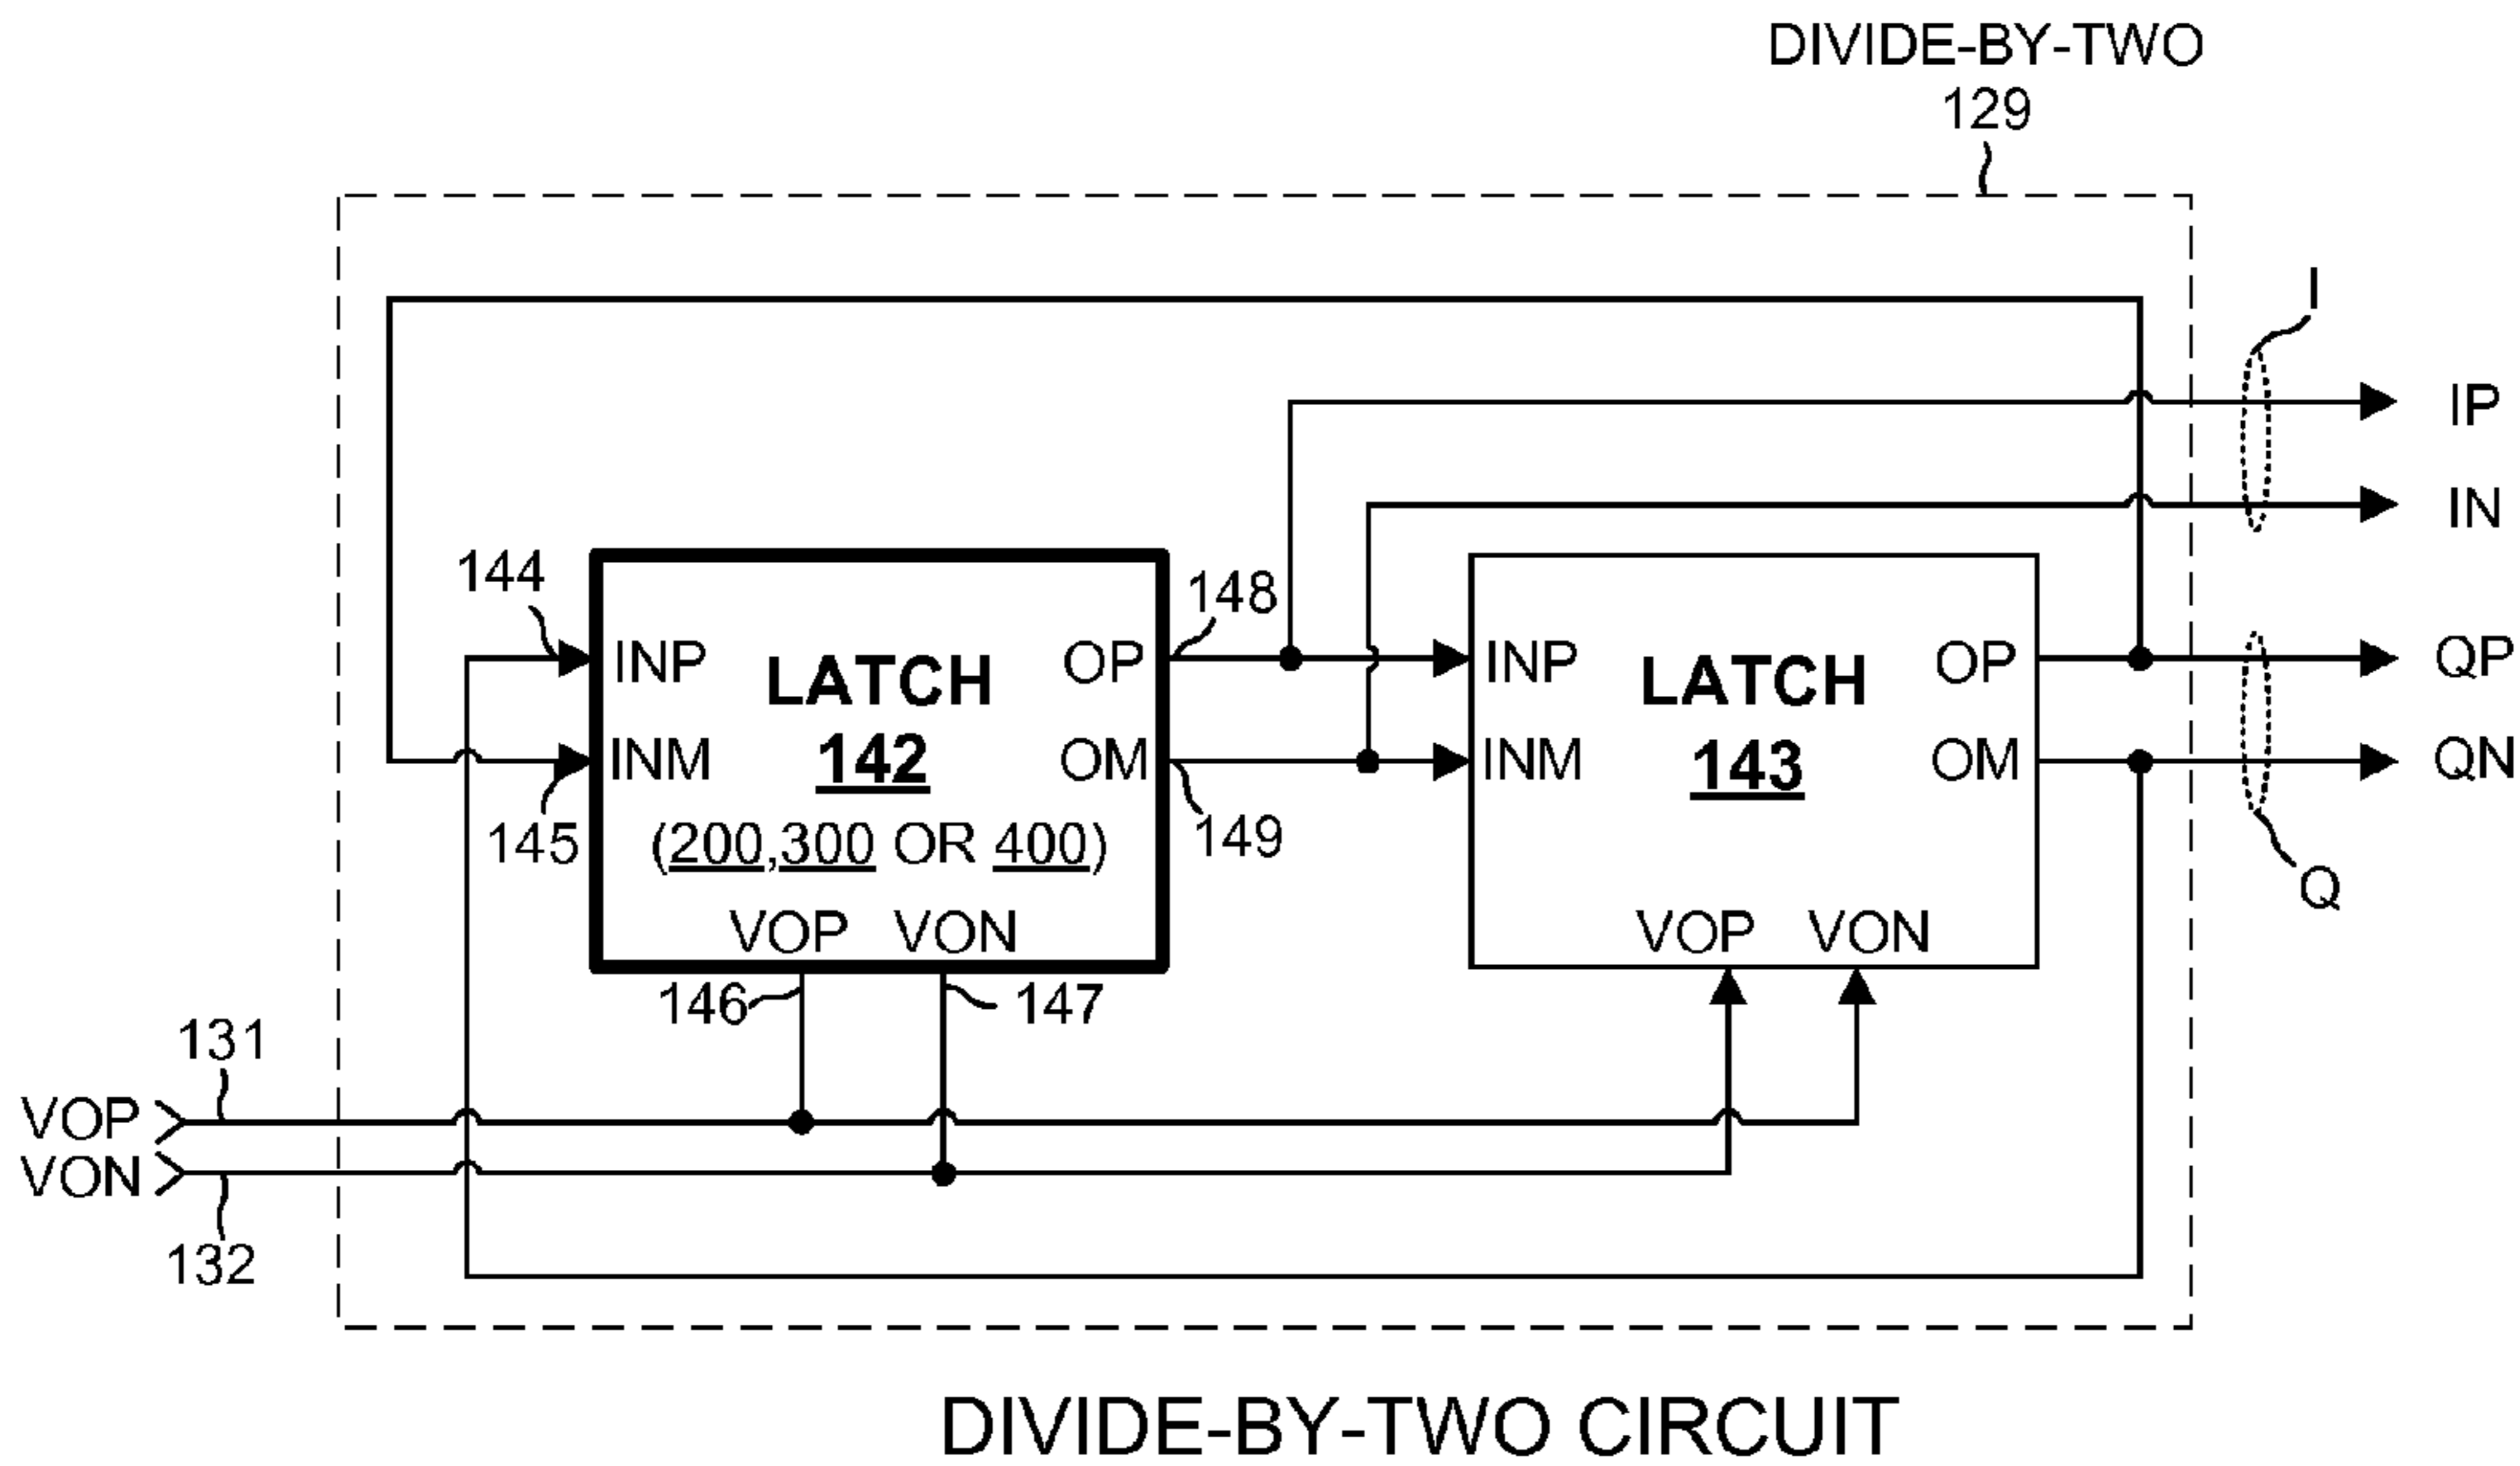 DIVIDE-BY-TWO
129
I
IP
IN
144
148
INP
LATCH
OP
INP
LATCH
OP
QP
INM
142
OM
INM
143
OM
QN
145
(200,300 OR 400)
149
Q
VOP
VON
VOP
VON
146
147
131
VOP
VON
132
DIVIDE-BY-TWO CIRCUIT